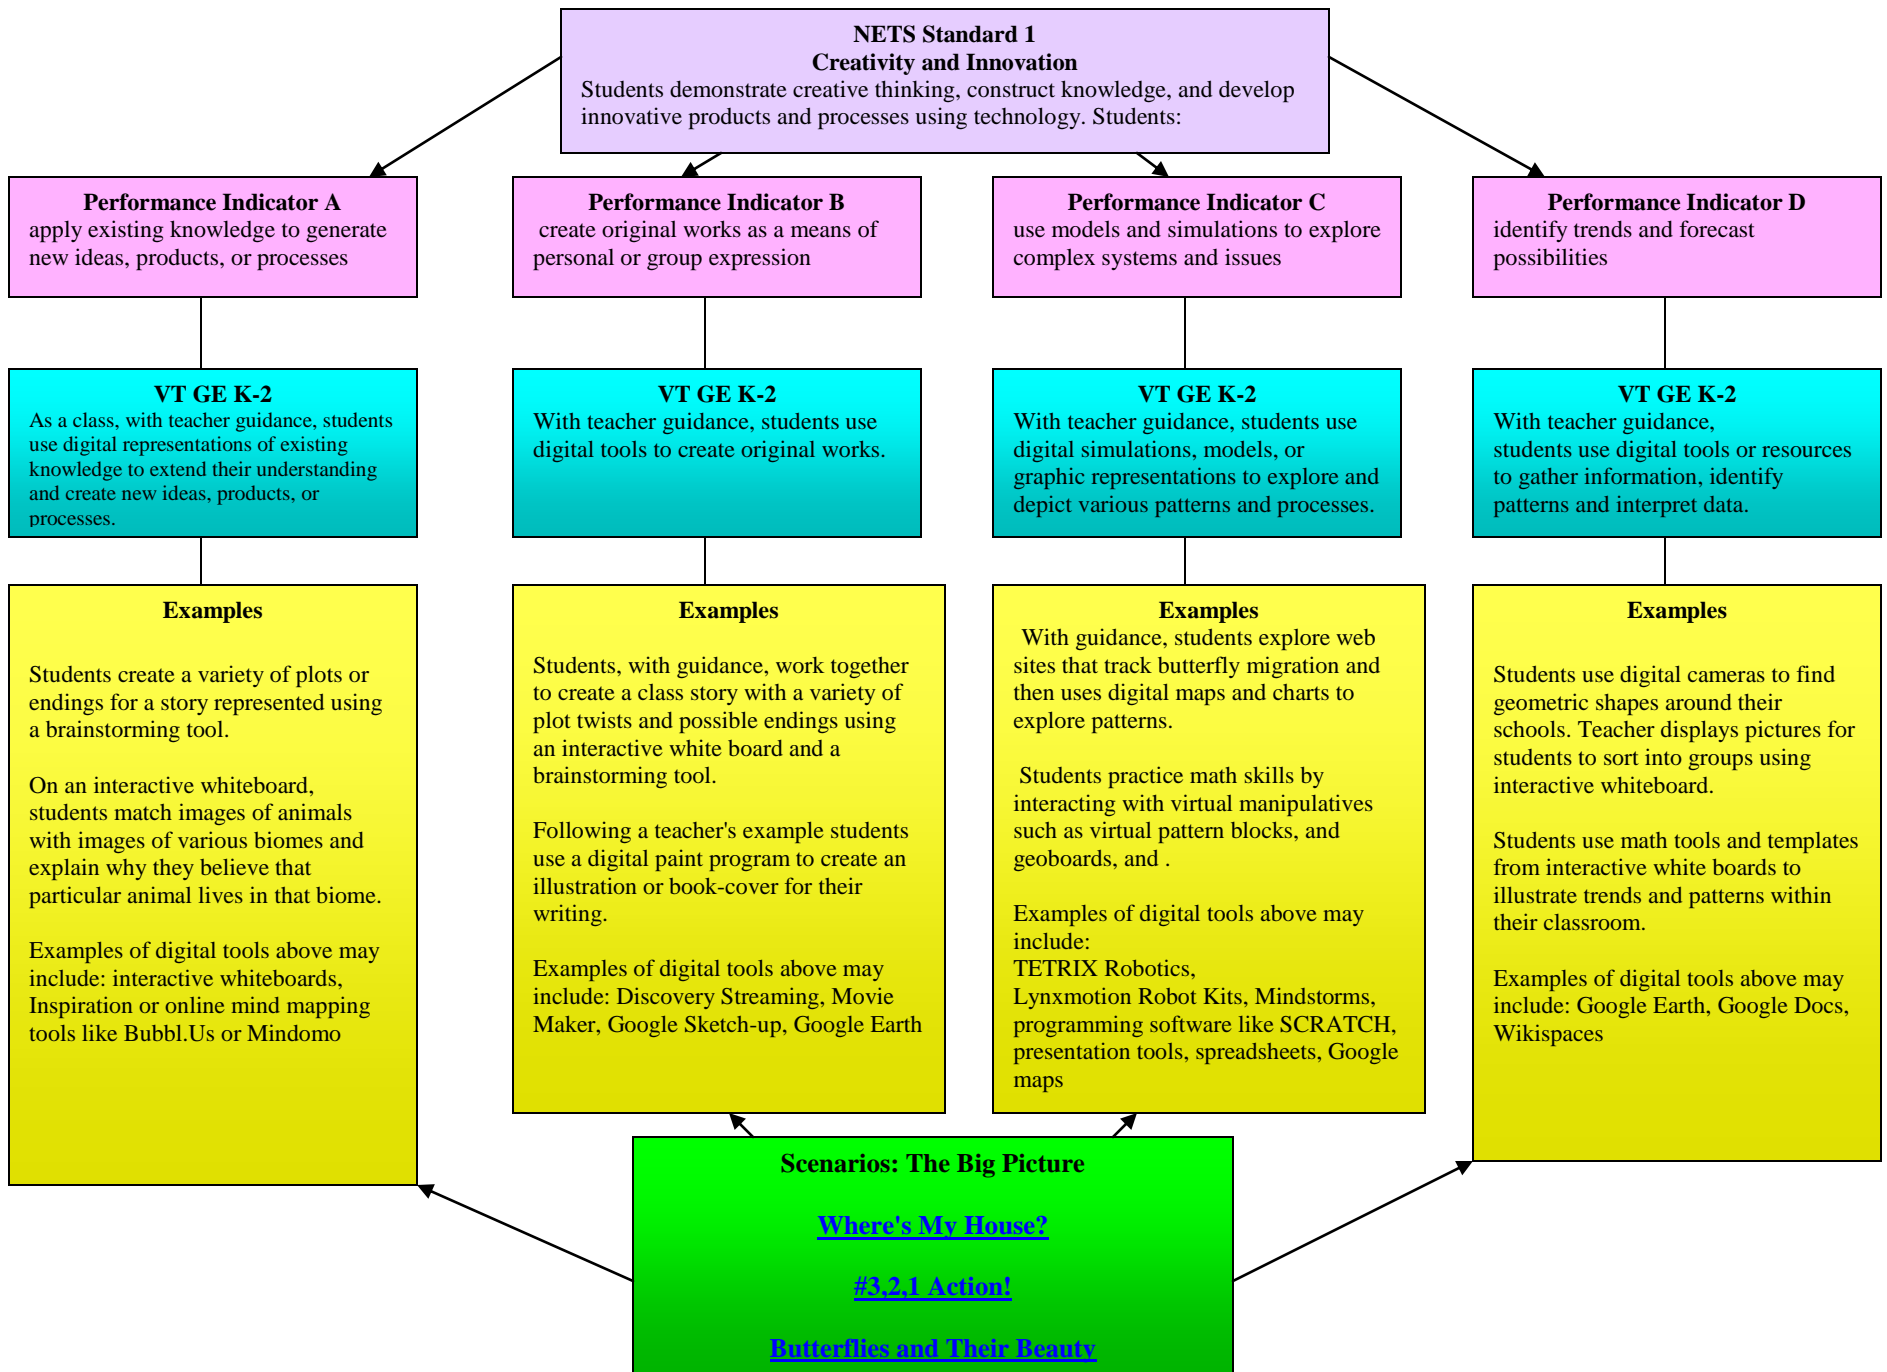 NETS Standard 1
Creativity and Innovation
Students demonstrate creative thinking, construct knowledge, and develop
innovative products and processes using technology. Students:
Performance Indicator A
apply existing knowledge to generate
new ideas, products, or processes
Performance Indicator B
create original works as a means of
personal or group expression
Performance Indicator C
use models and simulations to explore
complex systems and issues
Performance Indicator D
identify trends and forecast
possibilities
VT GE K-2
As a class, with teacher guidance, students
use digital representations of existing
knowledge to extend their understanding
and create new ideas, products, or
processes.
VT GE K-2
With teacher guidance, students use
digital tools to create original works.
VT GE K-2
With teacher guidance, students use
digital simulations, models, or
graphic representations to explore and
depict various patterns and processes.
VT GE K-2
With teacher guidance,
students use digital tools or resources
to gather information, identify
patterns and interpret data.
Examples
Students create a variety of plots or
endings for a story represented using
a brainstorming tool.
On an interactive whiteboard,
students match images of animals
with images of various biomes and
explain why they believe that
particular animal lives in that biome.
Examples of digital tools above may
include: interactive whiteboards,
Inspiration or online mind mapping
tools like Bubbl.Us or Mindomo
Examples
Students, with guidance, work together
to create a class story with a variety of
plot twists and possible endings using
an interactive white board and a
brainstorming tool.
Following a teacher's example students
use a digital paint program to create an
illustration or book-cover for their
writing.
Examples of digital tools above may
include: Discovery Streaming, Movie
Maker, Google Sketch-up, Google Earth
Examples
With guidance, students explore web
sites that track butterfly migration and
then uses digital maps and charts to
explore patterns.
Students practice math skills by
interacting with virtual manipulatives
such as virtual pattern blocks, and
geoboards, and .
Examples of digital tools above may
include:
TETRIX Robotics,
Lynxmotion Robot Kits, Mindstorms,
programming software like SCRATCH,
presentation tools, spreadsheets, Google
maps
Examples
Students use digital cameras to find
geometric shapes around their
schools. Teacher displays pictures for
students to sort into groups using
interactive whiteboard.
Students use math tools and templates
from interactive white boards to
illustrate trends and patterns within
their classroom.
Examples of digital tools above may
include: Google Earth, Google Docs,
Wikispaces
Scenarios: The Big Picture
Where's My House?
#3,2,1 Action!
Butterflies and Their Beauty